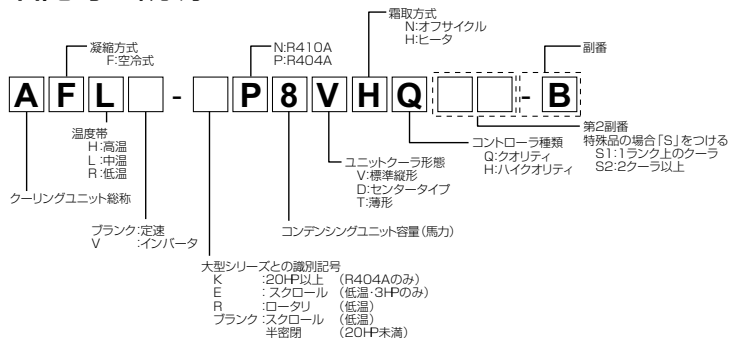 霜取方式
N:オフサイクル
H:ヒータ
凝縮方式
F:空冷式
N:R410A
P:R404A
副番
A F L - P 8 V H Q - B
温度帯
H:高温
L:中温
R:低温
クーリングユニット総称
ブランク:定速
V :インバータ
ユニットクーラ形態
V:標準縦形
D:センタータイプ
T:薄形
コンデンシングユニット容量(馬力)
コントローラ種類
Q:クオリティ
H:ハイクオリティ
第2副番
特殊品の場合「S」をつける
S1:1ランク上のクーラ
S2:2クーラ以上
大型シリーズとの識別記号
K :20HP以上 (R404Aのみ)
E :スクロール (低温・3HPのみ)
R :ロータリ (低温)
ブランク:スクロール (低温)
半密閉 (20HP未満)